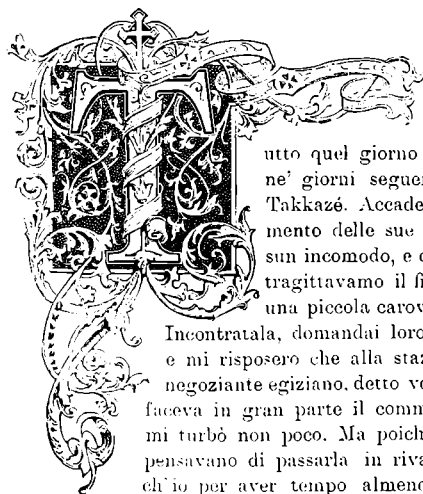 Tutto quel giorno
ne' giorni seguen
Takkazé. Accade
mento delle sue
sun incomodo, e
tragittavamo il fi
una piccola carov
Incontratala, domandai loro
e mi risposero che alla staz
negoziante egiziano, detto ve
faceva in gran parte il comm
mi turbò non poco. Ma poich
pensavano di passarla in riva
ch'io per aver tempo almeno